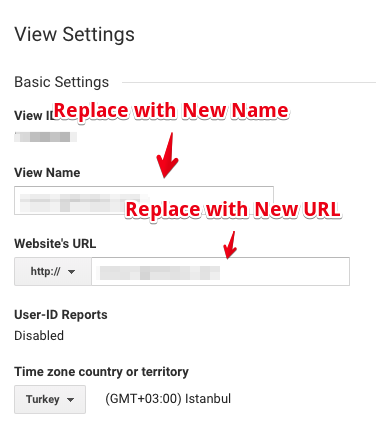 View Settings
Basic Settings
View ID
Replace with New Name
View Name
Replace with New URL
Website's URL
http://
User-ID Reports
Disabled
Time zone country or territory
Turkey (GMT+03:00) Istanbul